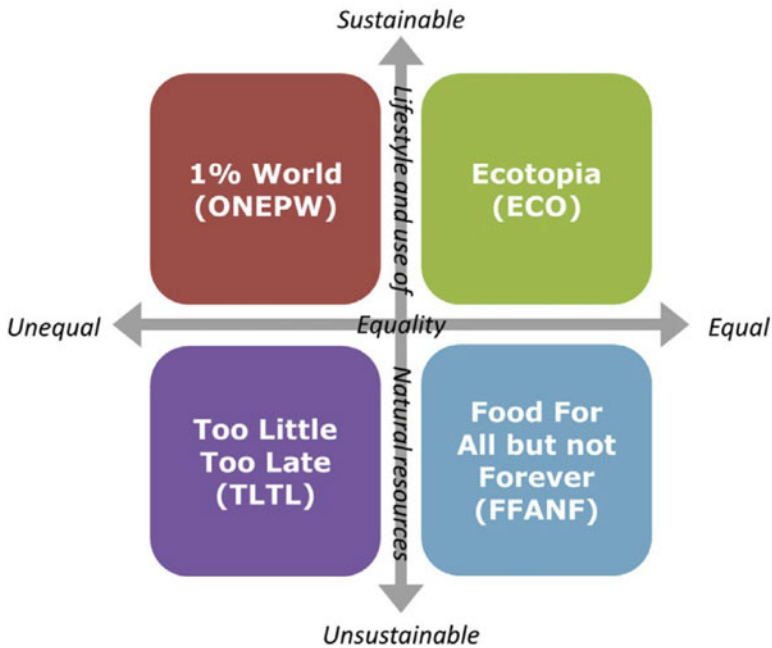 Sustainable
Lifestyle and use of
1% World
(ONEPW)
Ecotopia
(ECO)
Unequal
Equality
Equal
Natural resources
Too Little
Too Late
(TLTL)
Food For
All but not
Forever
(FFANF)
Unsustainable